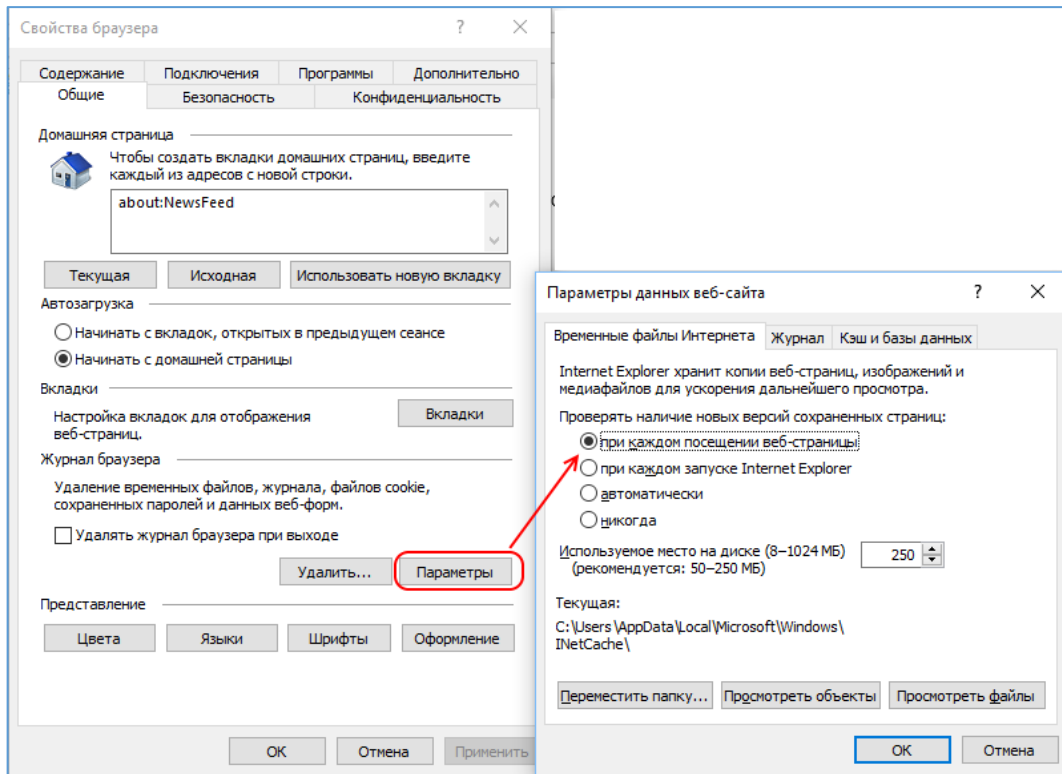 Свойства браузера
Содержание Подключения Программы Дополнительно
Общие Безопасность Конфиденциальность
Домашняя страница
Чтобы создать вкладки домашних страниц, введите
каждый из адресов с новой строки.
about:NewsFeed
Текущая Исходная Использовать новую вкладку
Автозагрузка
Начинать с вкладок, открытых в предыдущем сеансе
Начинать с домашней страницы
Вкладки
Настройка вкладок для отображения
веб-страниц.
Вкладки
Журнал браузера
Удаление временных файлов, журнала, файлов cookie,
сохраненных паролей и данных веб-форм.
Удалять журнал браузера при выходе
Удалить... Параметры
Представление
Цвета Языки Шрифты Оформление
ОК Отмена Применить
Параметры данных веб-сайта
Временные файлы Интернета Журнал Кэш и базы данных
Internet Explorer хранит копии веб-страниц, изображений и
медиафайлов для ускорения дальнейшего просмотра.
Проверять наличие новых версий сохраненных страниц:
при каждом посещении веб-страницы
при каждом запуске Internet Explorer
автоматически
никогда
Используемое место на диске (8–1024 МБ) 250
(рекомендуется: 50–250 МБ)
Текущая:
C:\Users\AppData\Local\Microsoft\Windows\
INetCache\
Переместить папку... Просмотреть объекты Просмотреть файлы
ОК Отмена